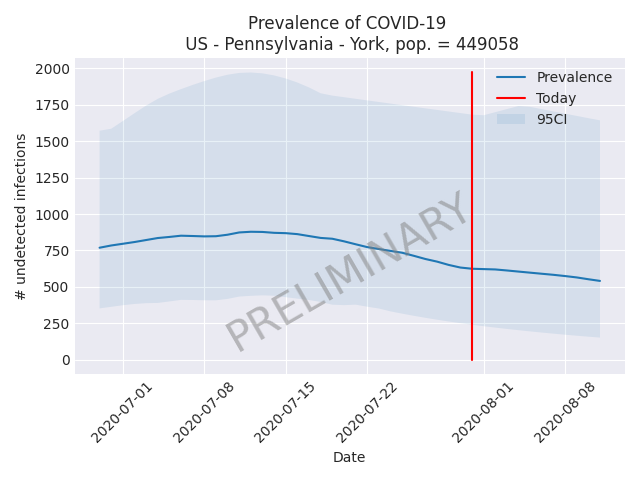 Prevalence of COVID-19
US - Pennsylvania - York, pop. = 449058
2000
1750
1500
1250
1000
750
500
250
0
# undetected infections
Prevalence
Today
95CI
PRELIMINARY
2020-07-01
2020-07-08
2020-07-15
2020-07-22
2020-08-01
2020-08-08
Date